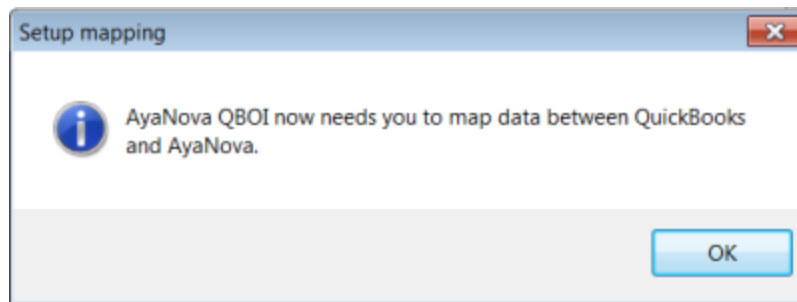 Setup mapping
AyaNova QBOI now needs you to map data between QuickBooks
and AyaNova.
OK